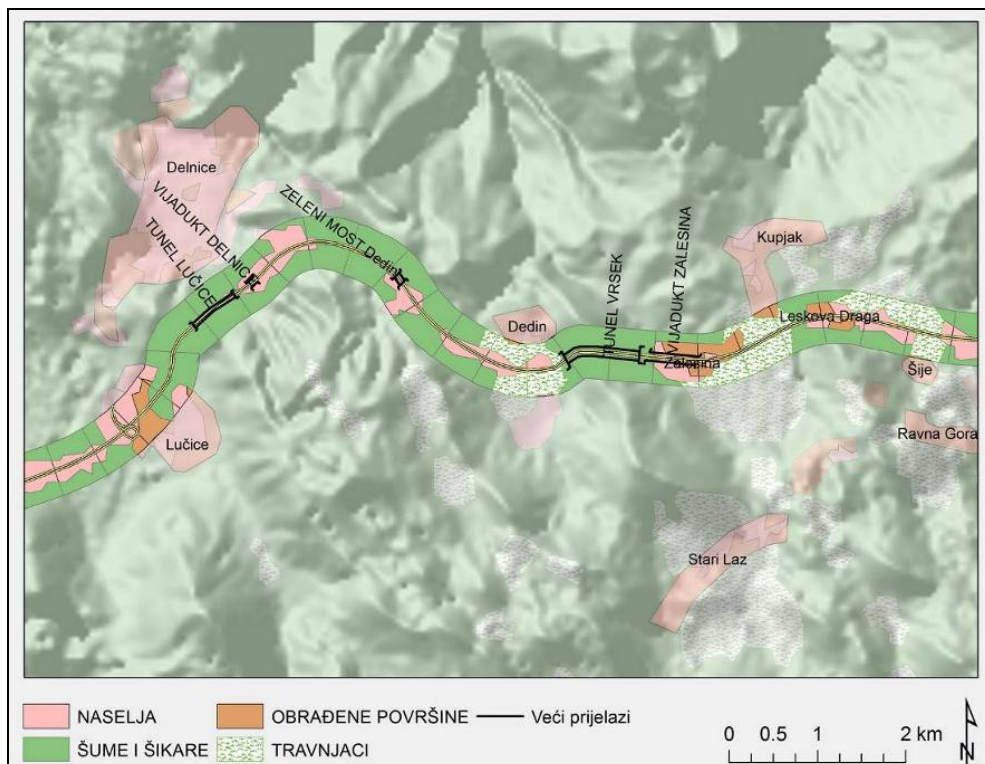 Delnice
VIJADUKT DELNICE
TUNEL LUČICE
ZELENI MOST Dedin
Dedin
TUNEL VRSEK
VIJADUKT ZALESINA
Zalesina
Kupjak
Leskova Draga
Šije
Ravna Gora
Lučice
Stari Laz
NASELJA
OBRAĐENE POVRŠINE
Veći prijelazi
ŠUME I ŠIKARE
TRAVNJACI
0 0.5 1 2 km
N